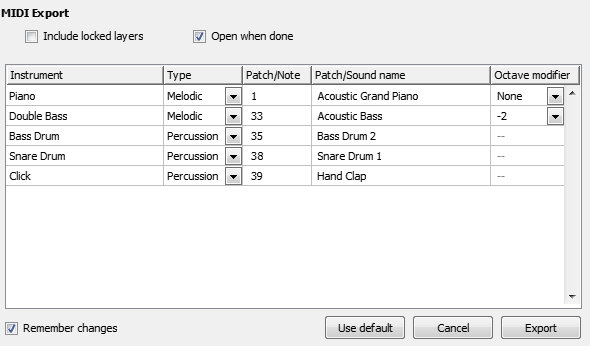 MIDI Export
Include locked layers Open when done
Instrument Type Patch/Note Patch/Sound name Octave modifier
Piano Melodic 1 Acoustic Grand Piano None
Double Bass Melodic 33 Acoustic Bass -2
Bass Drum Percussion 35 Bass Drum 2 --
Snare Drum Percussion 38 Snare Drum 1 --
Click Percussion 39 Hand Clap --
Remember changes Use default Cancel Export